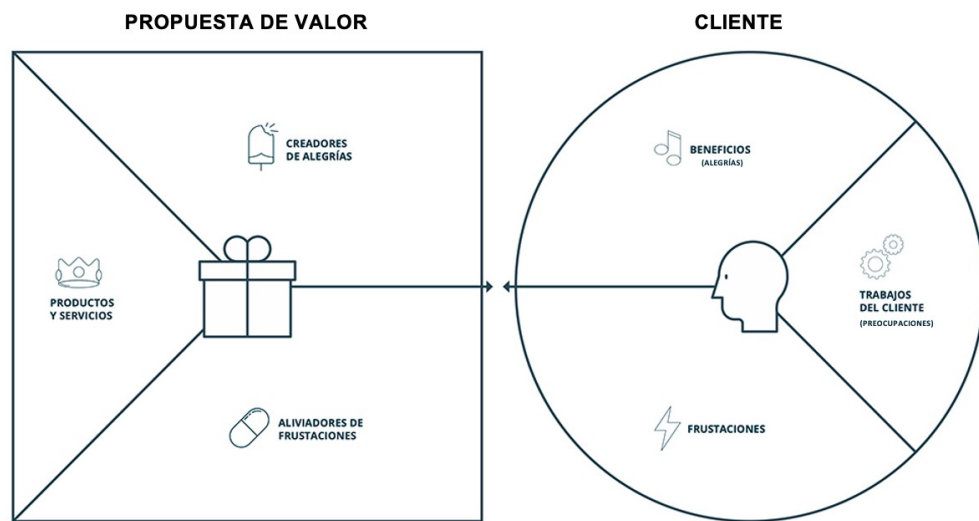 PROPUESTA DE VALOR
CREADORES
DE ALEGRÍAS
PRODUCTOS
Y SERVICIOS
ALIVIADORES DE
FRUSTACIONES
CLIENTE
BENEFICIOS
(ALEGRÍAS)
TRABAJOS
DEL CLIENTE
(PREOCUPACIONES)
FRUSTACIONES